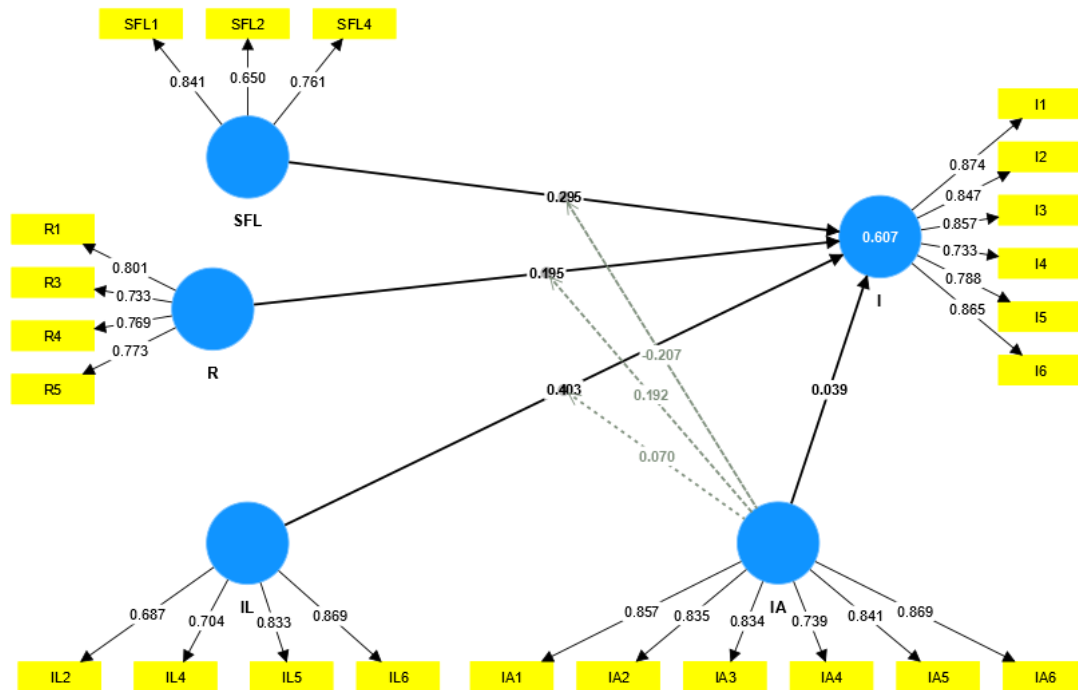 SFL1
SFL2
SFL4
0.841
0.650
0.761
SFL
R1
R3
R4
R5
0.801
0.733
0.769
0.773
R
0.295
0.195
0.403
-0.207
0.192
0.070
0.039
0.607
I
I1
I2
I3
I4
I5
I6
0.874
0.847
0.857
0.733
0.788
0.865
IL
0.687
0.704
0.833
0.869
IL2
IL4
IL5
IL6
IA
0.857
0.835
0.834
0.739
0.841
0.869
IA1
IA2
IA3
IA4
IA5
IA6